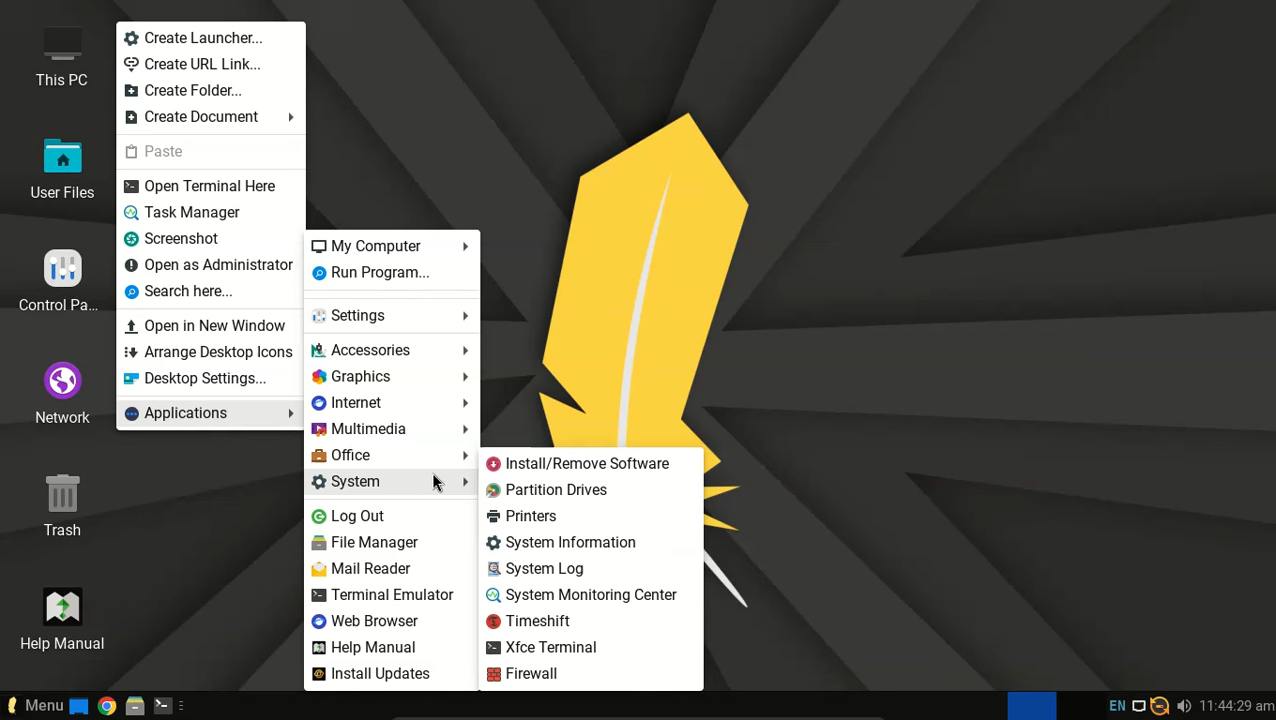 This PC
User Files
Control Pa...
Network
Trash
Help Manual
Create Launcher...
Create URL Link...
Create Folder...
Create Document
Paste
Open Terminal Here
Task Manager
Screenshot
Open as Administrator
Search here...
Open in New Window
Arrange Desktop Icons
Desktop Settings...
Applications
My Computer
Run Program...
Settings
Accessories
Graphics
Internet
Multimedia
Office
System
Log Out
File Manager
Mail Reader
Terminal Emulator
Web Browser
Help Manual
Install Updates
Install/Remove Software
Partition Drives
Printers
System Information
System Log
System Monitoring Center
Timeshift
Xfce Terminal
Firewall
Menu
EN
11:44:29 am